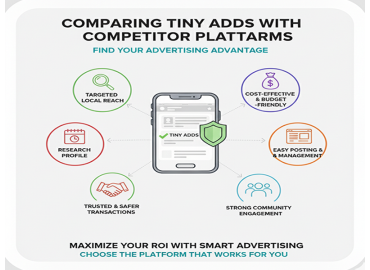 COMPARING TINY ADDS WITH
COMPETITOR PLATTARMS
FIND YOUR ADVERTISING ADVANTAGE
TARGETED
LOCAL REACH
COST-EFFECTIVE
& BUDGET
-FRIENDLY
RESEARCH
PROFILE
TINY ADDS
EASY POSTING &
& MANAGEMENT
TRUSTED & SAFER
TRANSACTIONS
STRONG COMMUNITY
ENGAGEMENT
MAXIMIZE YOUR ROI WITH SMART ADVERTISING
CHOOSE THE PLATFORM THAT WORKS FOR YOU